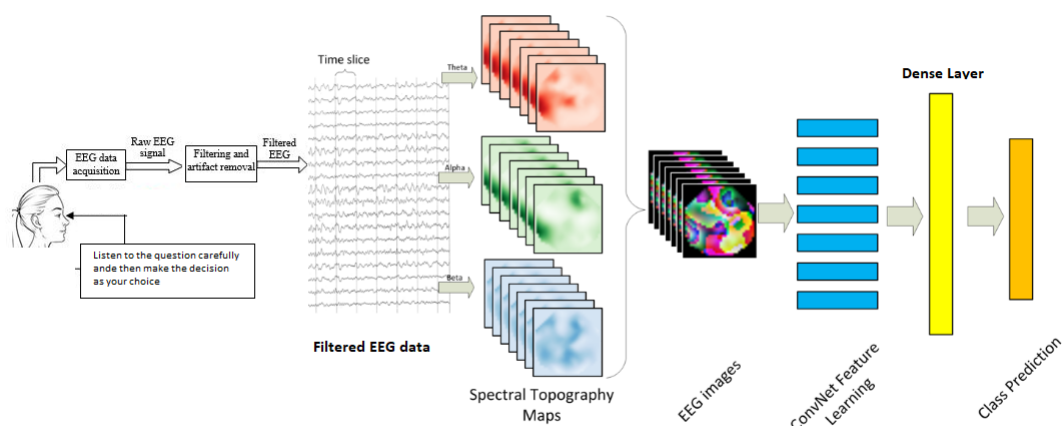 Time slice
Theta
Dense Layer
Raw EEG
signal
Filtered
EEG
EEG data
acquisition
Filtering and
artifact removal
Alpha
Listen to the question carefully
ande then make the decision
as your choice
Beta
Filtered EEG data
Spectral Topography
Maps
EEG images
ConvNet Feature
Learning
Class Prediction